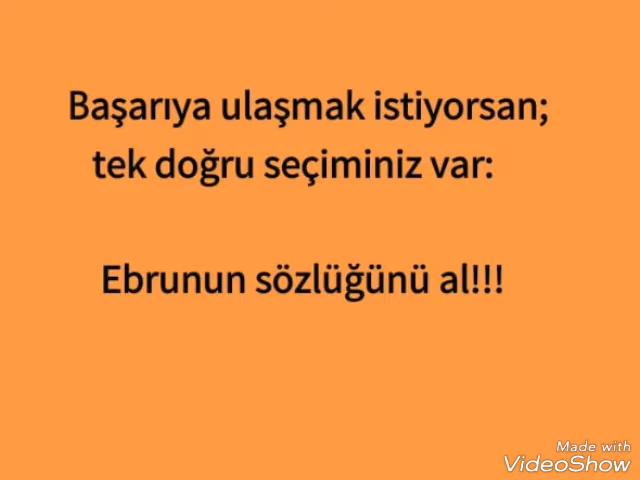 Başarıya ulaşmak istiyorsan;
tek doğru seçiminiz var:
Ebrunun sözlüğünü al!!!
Made with
VideoShow